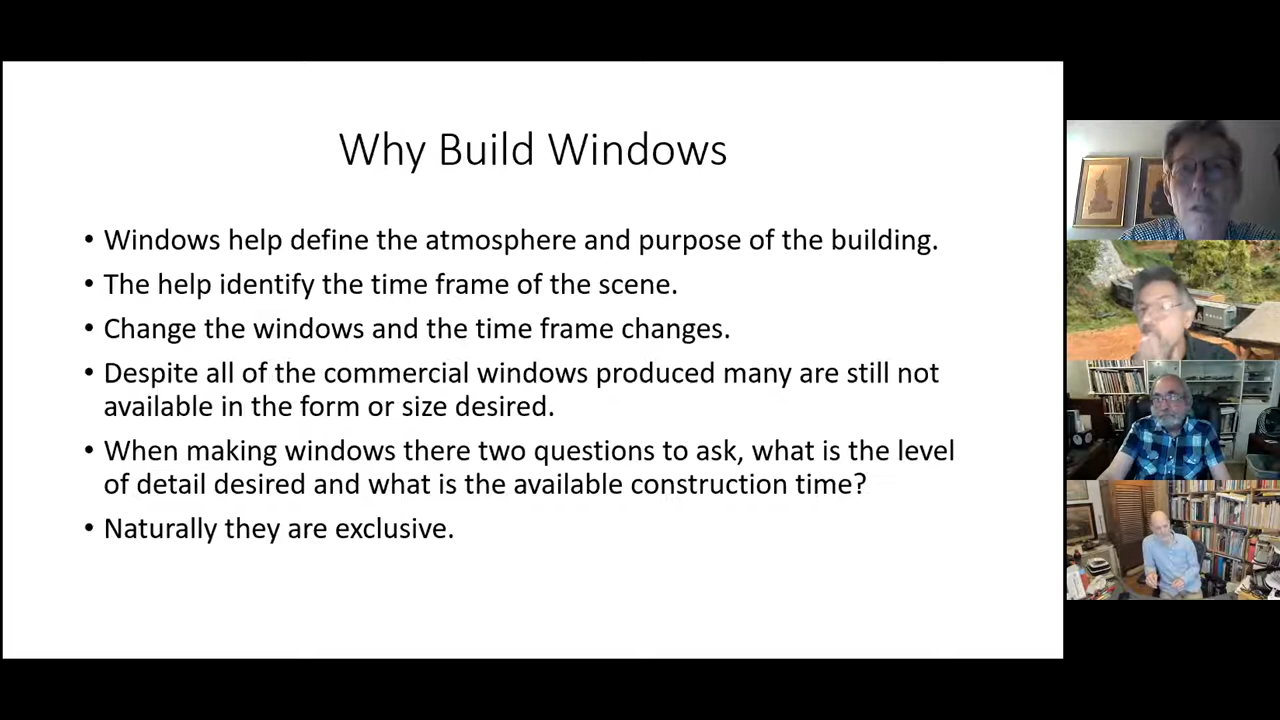 Why Build Windows
• Windows help define the atmosphere and purpose of the building.
• The help identify the time frame of the scene.
• Change the windows and the time frame changes.
• Despite all of the commercial windows produced many are still not
available in the form or size desired.
• When making windows there two questions to ask, what is the level
of detail desired and what is the available construction time?
• Naturally they are exclusive.